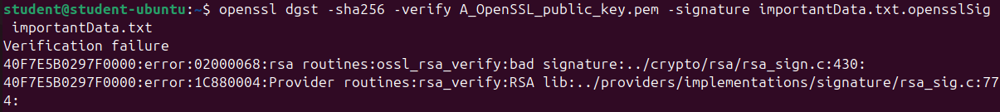 student@student-ubuntu:~$ openssl dgst -sha256 -verify A_OpenSSL_public_key.pem -signature importantData.txt.opensslSig
 importantData.txt
Verification failure
40F7E5B0297F0000:error:02000068:rsa routines:ossl_rsa_verify:bad signature:../crypto/rsa/rsa_sign.c:430:
40F7E5B0297F0000:error:1C880004:Provider routines:rsa_verify:RSA lib:../providers/implementations/signature/rsa_sig.c:77
4: